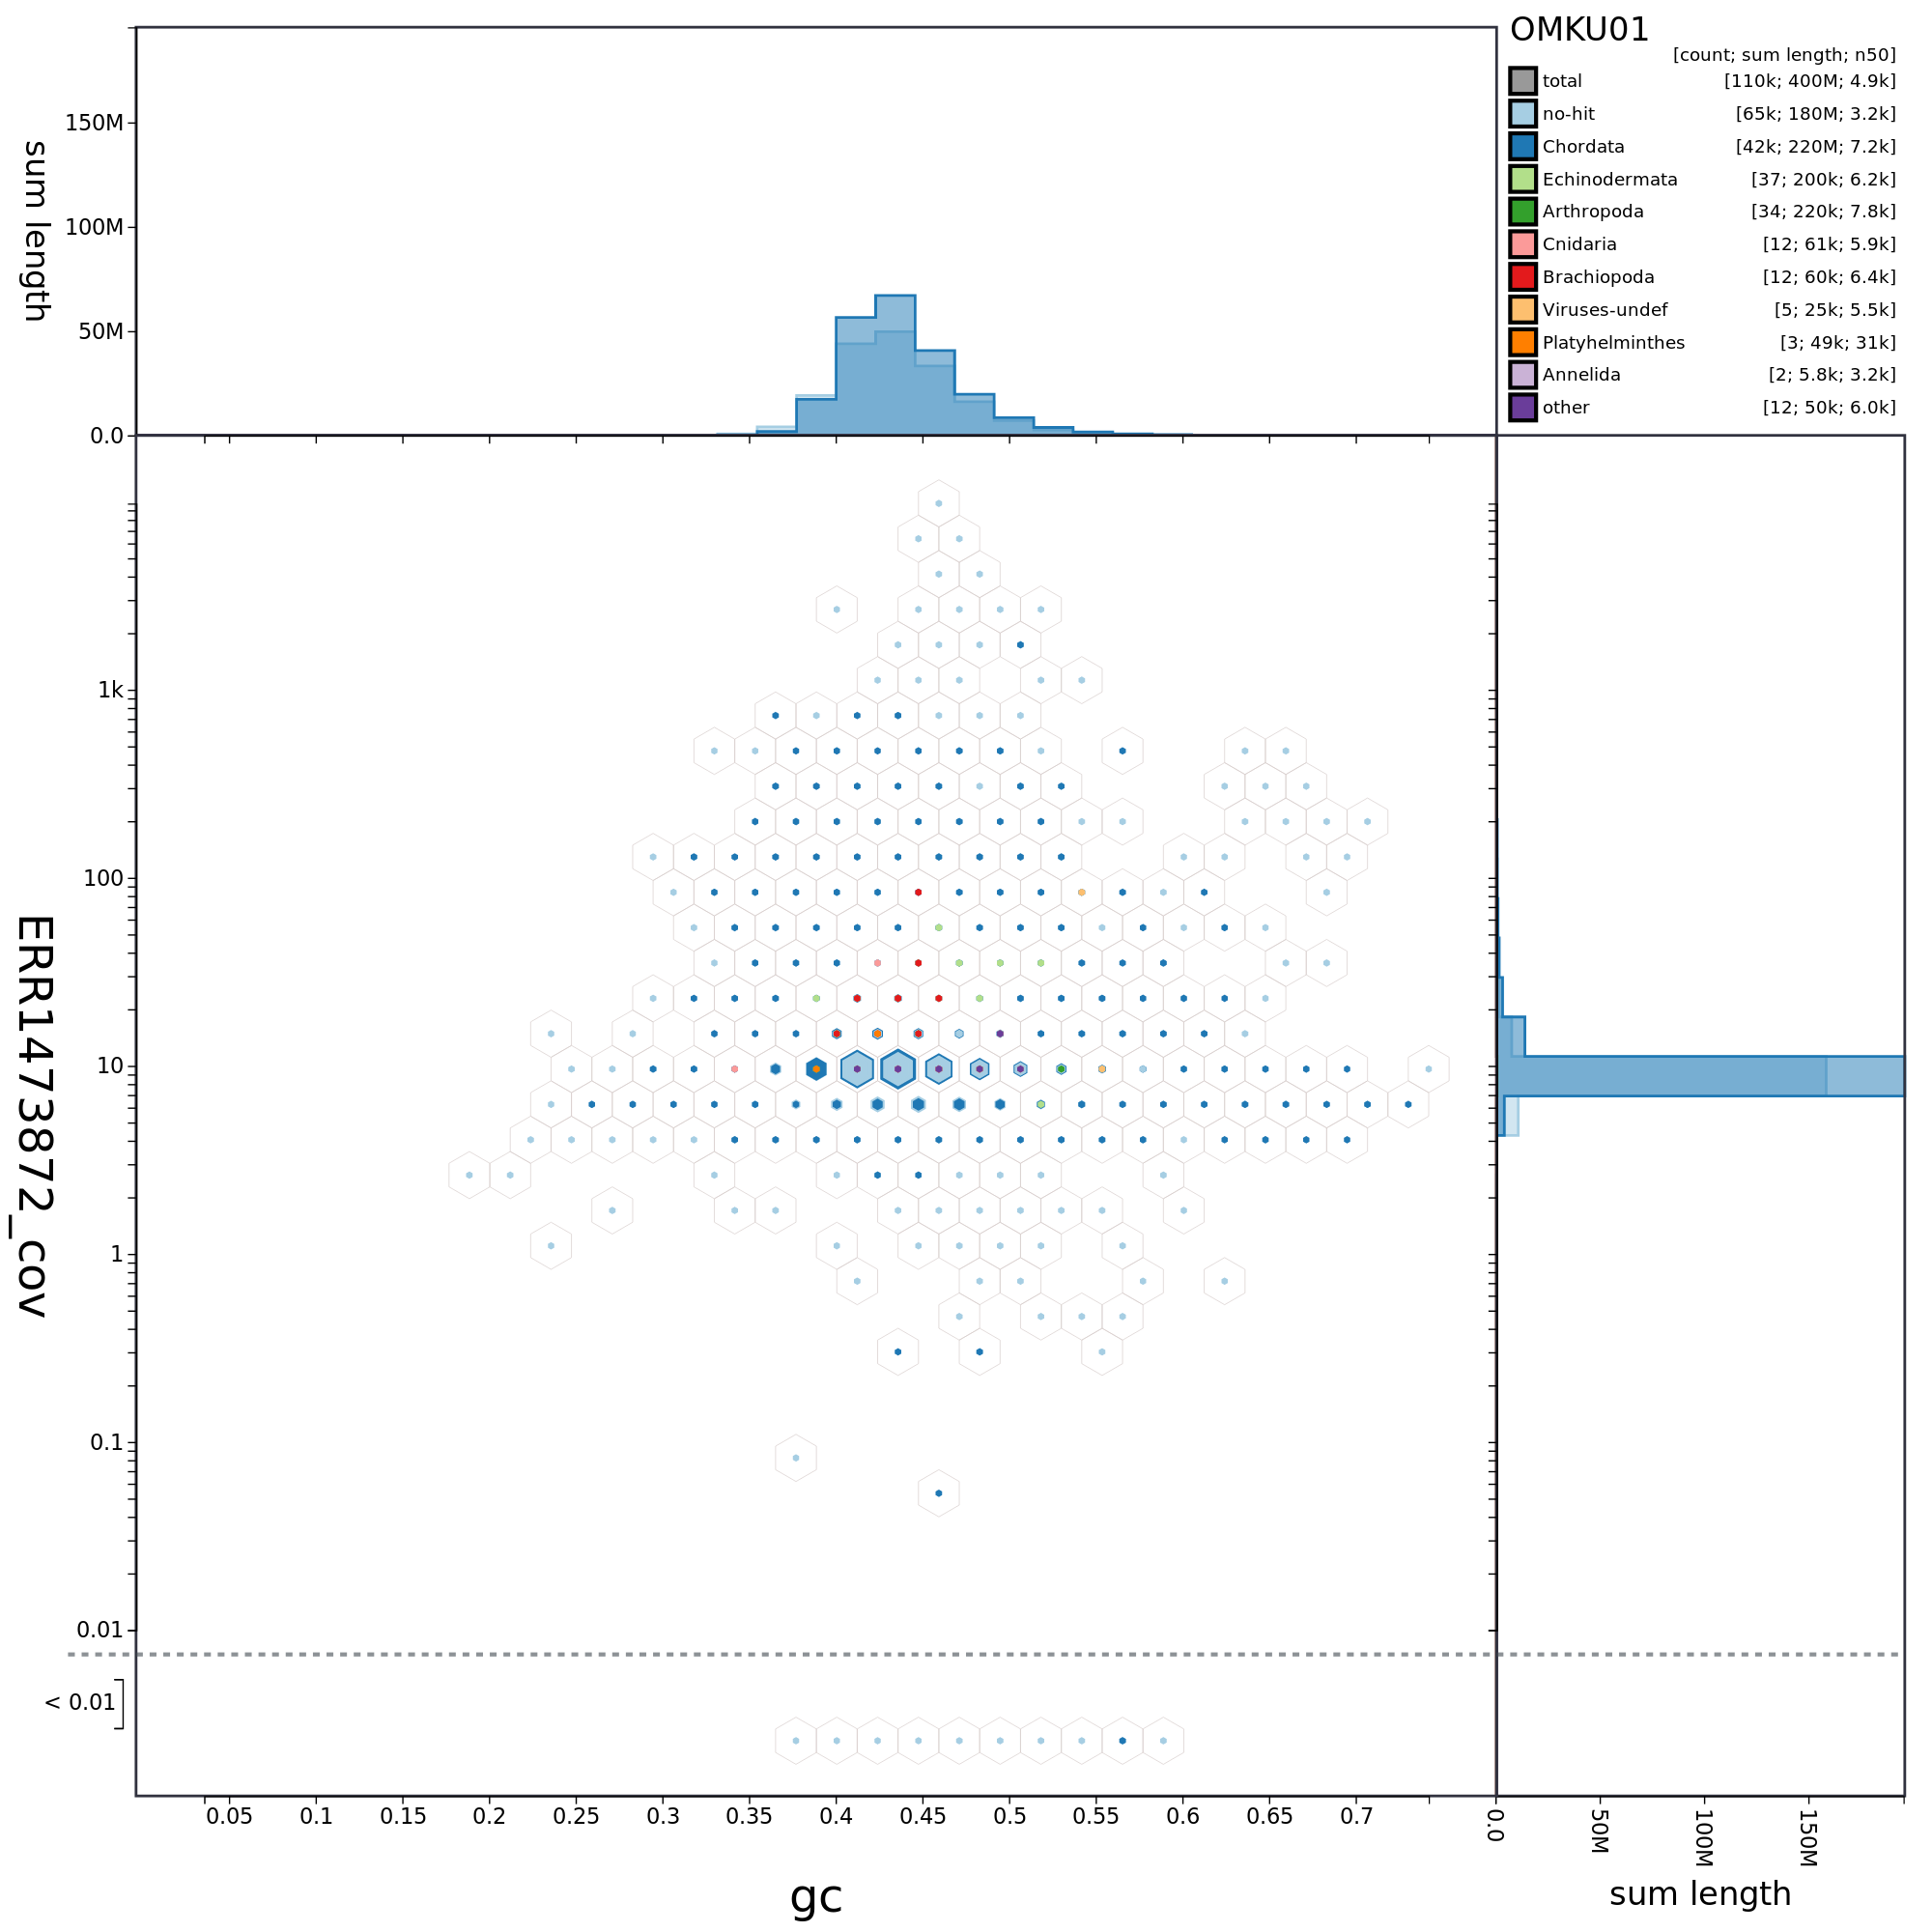 OMKU01
[count; sum length; n50]
total [110k; 400M; 4.9k]
no-hit [65k; 180M; 3.2k]
Chordata [42k; 220M; 7.2k]
Echinodermata [37; 200k; 6.2k]
Arthropoda [34; 220k; 7.8k]
Cnidaria [12; 61k; 5.9k]
Brachiopoda [12; 60k; 6.4k]
Viruses-undef [5; 25k; 5.5k]
Platyhelminthes [3; 49k; 31k]
Annelida [2; 5.8k; 3.2k]
other [12; 50k; 6.0k]
sum length
150M
100M
50M
0.0
ERR1473872_cov
1k
100
10
1
0.1
0.01
< 0.01
0.05 0.1 0.15 0.2 0.25 0.3 0.35 0.4 0.45 0.5 0.55 0.6 0.65 0.7
gc
0.0 50M 100M 150M
sum length